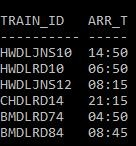 TRAIN_ID ARR_T
----------- -----
HWDLJNS10 14:50
HWDLRD10 06:50
HWDLJNS12 08:15
CHDLRD14 21:15
BMDLRD74 04:50
BMDLRD84 08:45